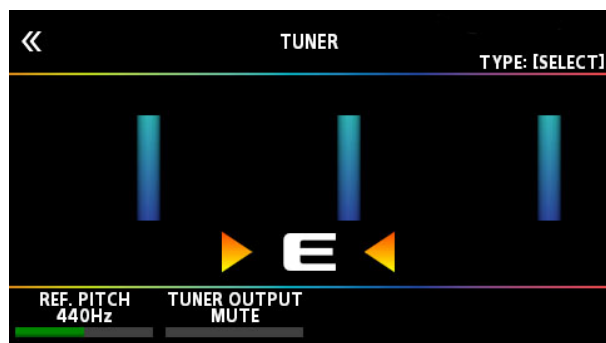 TUNER
TYPE: [SELECT]
E
REF. PITCH
440Hz
TUNER OUTPUT
MUTE